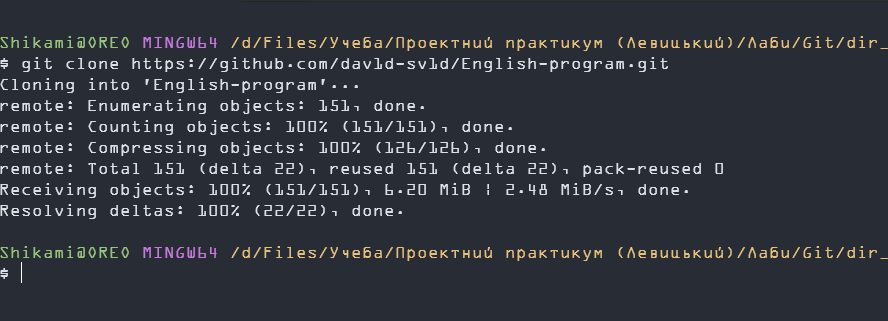 Shikami@OREO MINGW64 /d/Files/Учеба/Проектний практикум (Левицький)/Лаби/Git/dir_
$ git clone https://github.com/dav1d-sv1d/English-program.git
Cloning into 'English-program'...
remote: Enumerating objects: 151, done.
remote: Counting objects: 100% (151/151), done.
remote: Compressing objects: 100% (126/126), done.
remote: Total 151 (delta 22), reused 151 (delta 22), pack-reused 0
Receiving objects: 100% (151/151), 6.20 MiB | 2.48 MiB/s, done.
Resolving deltas: 100% (22/22), done.
Shikami@OREO MINGW64 /d/Files/Учеба/Проектний практикум (Левицький)/Лаби/Git/dir_
$